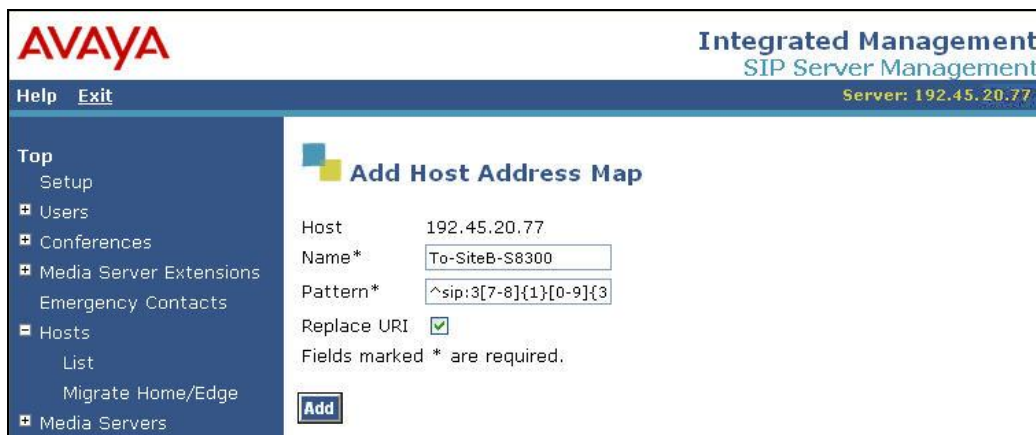 AVAYA
Integrated Management
SIP Server Management
Help Exit
Server: 192.45.20.77
Top
Setup
Users
Conferences
Media Server Extensions
Emergency Contacts
Hosts
List
Migrate Home/Edge
Media Servers
Add Host Address Map
Host 192.45.20.77
Name* To-SiteB-S8300
Pattern* ^sip:3[7-8]{1}[0-9]{3
Replace URI
Fields marked * are required.
Add